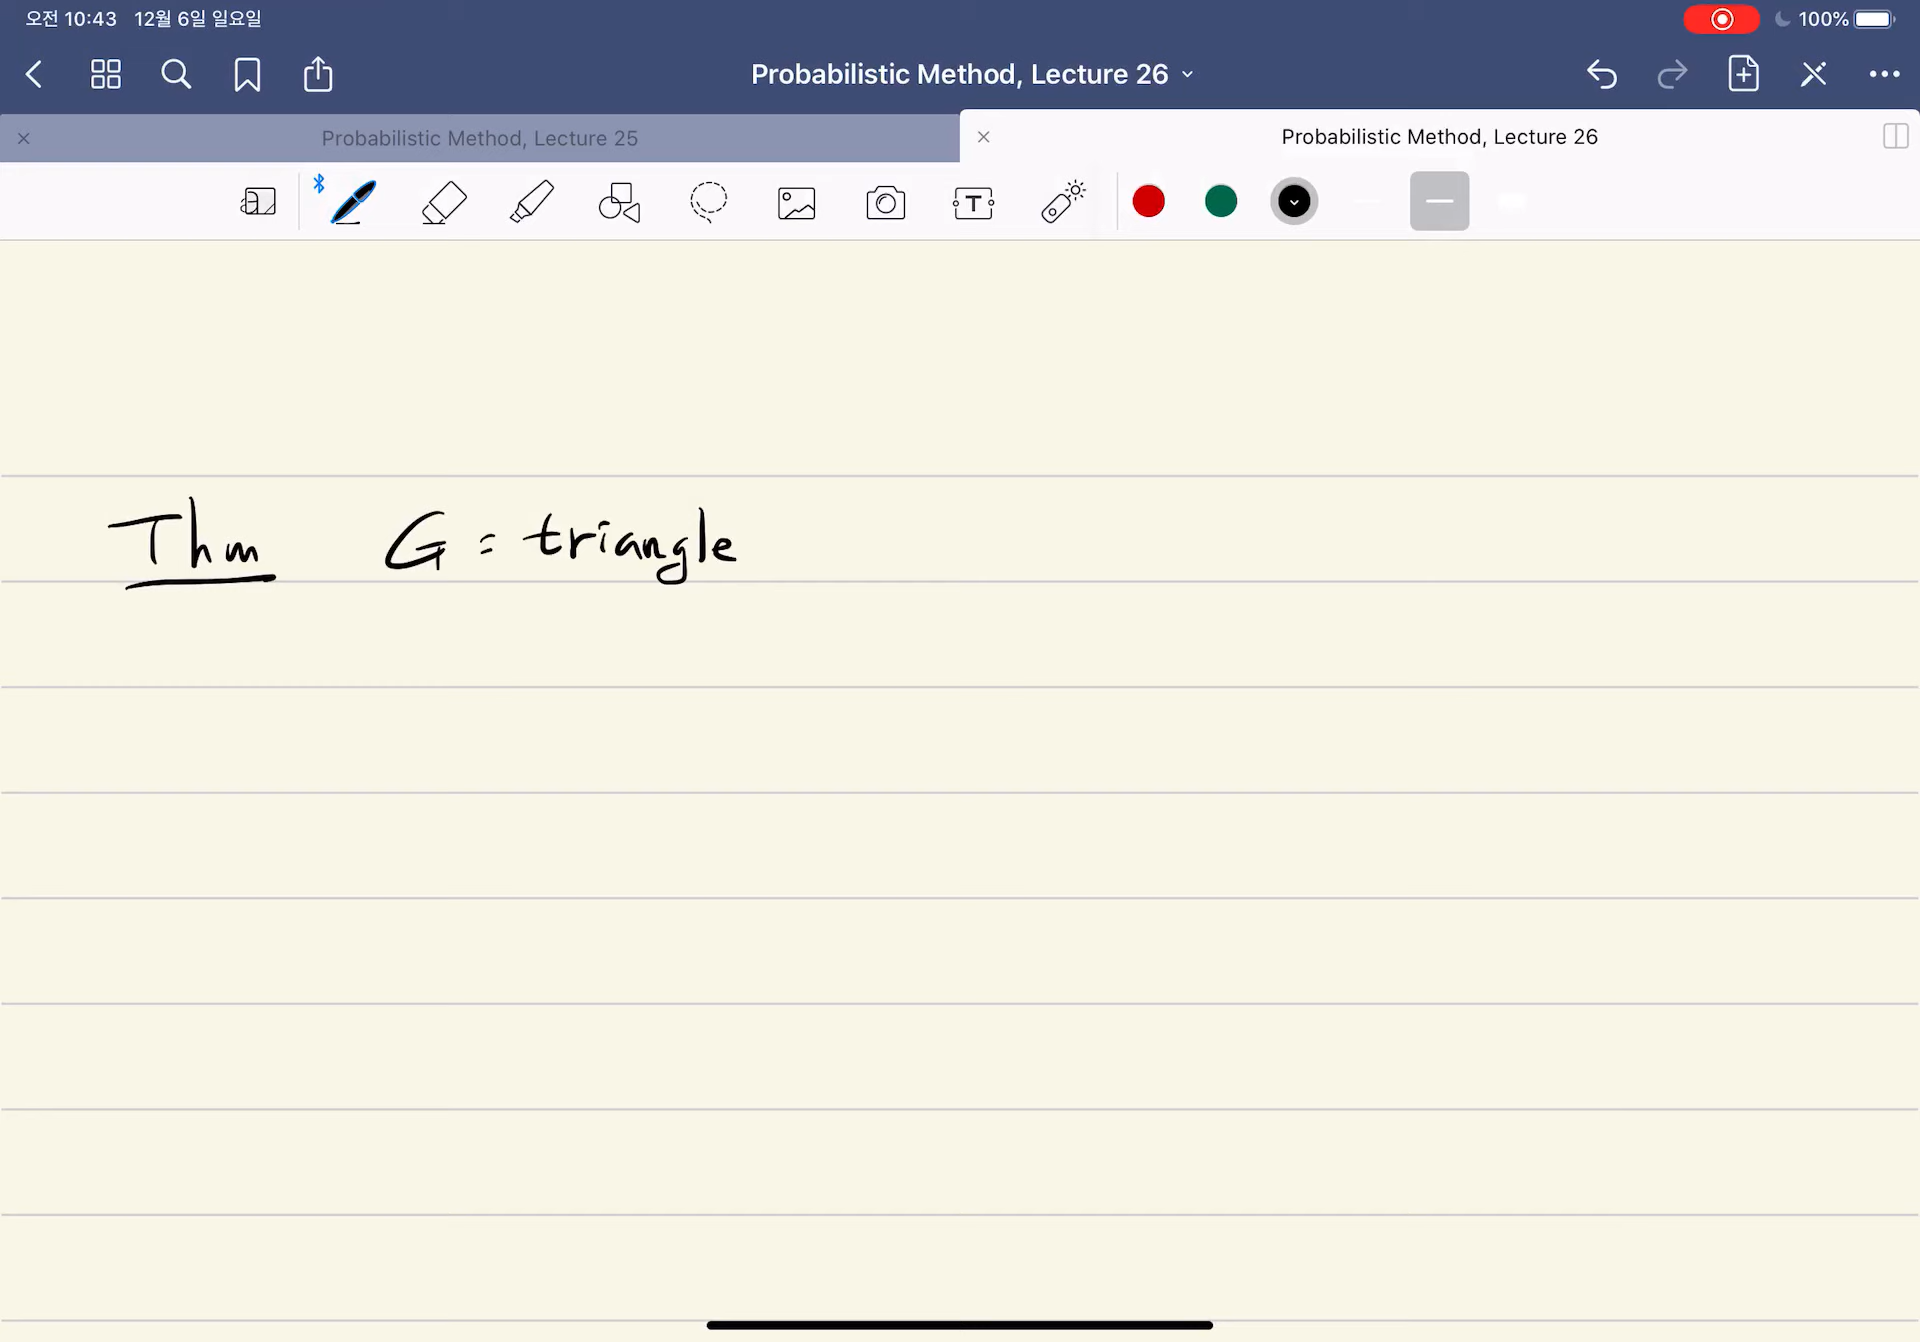 오전 10:43 12월 6일 일요일 100%
Probabilistic Method, Lecture 26
Probabilistic Method, Lecture 25
Probabilistic Method, Lecture 26
a T
Thm G = triangle